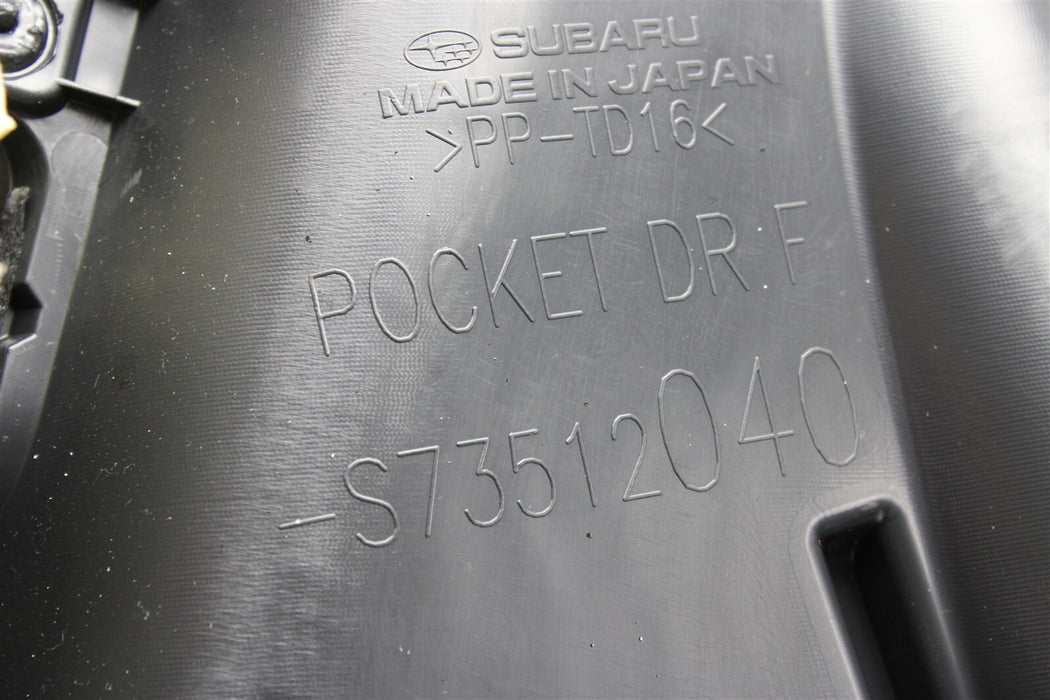 SUBARU
MADE IN JAPAN
>PP-TD16<
POCKET DR F
-S73512040